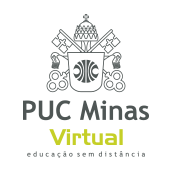 PUC Minas
Virtual
educação sem distância